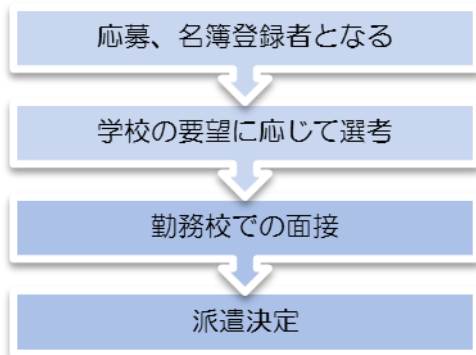 応募、名簿登録者となる
学校の要望に応じて選考
勤務校での面接
派遣決定